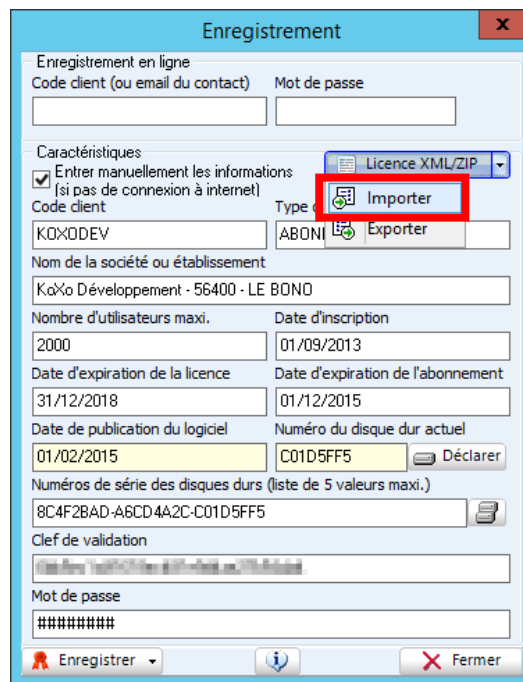 Enregistrement
x
Enregistrement en ligne
Code client (ou email du contact) Mot de passe
Caractéristiques
Entrer manuellement les informations
(si pas de connexion à internet)
Licence XML/ZIP
Importer
Exporter
Code client Type
KOXODEV ABON
Nom de la société ou établissement
KoXo Développement - 56400 - LE BONO
Nombre d'utilisateurs maxi. Date d'inscription
2000 01/09/2013
Date d'expiration de la licence Date d'expiration de l'abonnement
31/12/2018 01/12/2015
Date de publication du logiciel Numéro du disque dur actuel
01/02/2015 C01D5FF5 Déclarer
Numéros de série des disques durs (liste de 5 valeurs maxi.)
8C4F2BAD-A6CD4A2C-C01D5FF5
Clef de validation
Mot de passe
########
Enregistrer Fermer